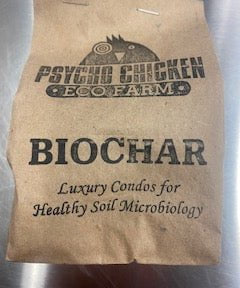 PSYCHO CHICKEN
•ECO FARM•
BIOCHAR
Luxury Condos for
Healthy Soil Microbiology